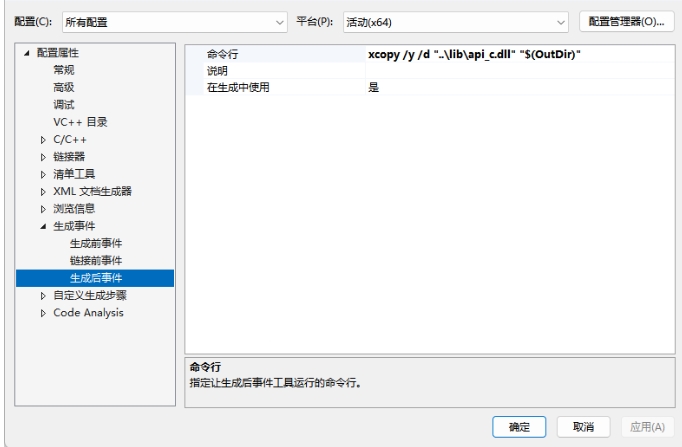 配置(C): 所有配置 平台(P): 活动(x64) 配置管理器(O)...
配置属性
常规
高级
调试
VC++ 目录
C/C++
链接器
清单工具
XML 文档生成器
浏览信息
生成事件
生成前事件
链接前事件
生成后事件
自定义生成步骤
Code Analysis
命令行 xcopy /y /d "..\lib\api_c.dll" "$(OutDir)"
说明
在生成中使用 是
命令行
指定让生成后事件工具运行的命令行。
确定 取消 应用(A)